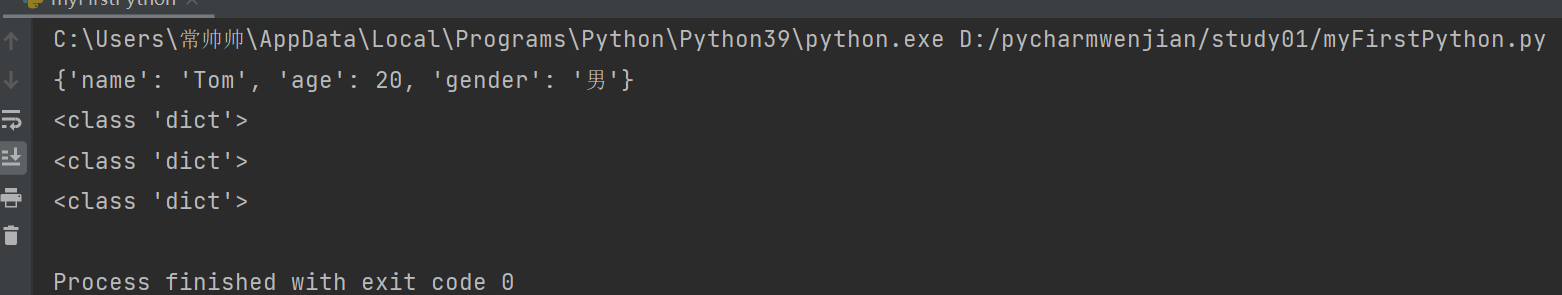 myFirstPython
C:\Users\常帅帅\AppData\Local\Programs\Python\Python39\python.exe D:/pycharmwenjian/study01/myFirstPython.py
{'name': 'Tom', 'age': 20, 'gender': '男'}
<class 'dict'>
<class 'dict'>
<class 'dict'>
Process finished with exit code 0